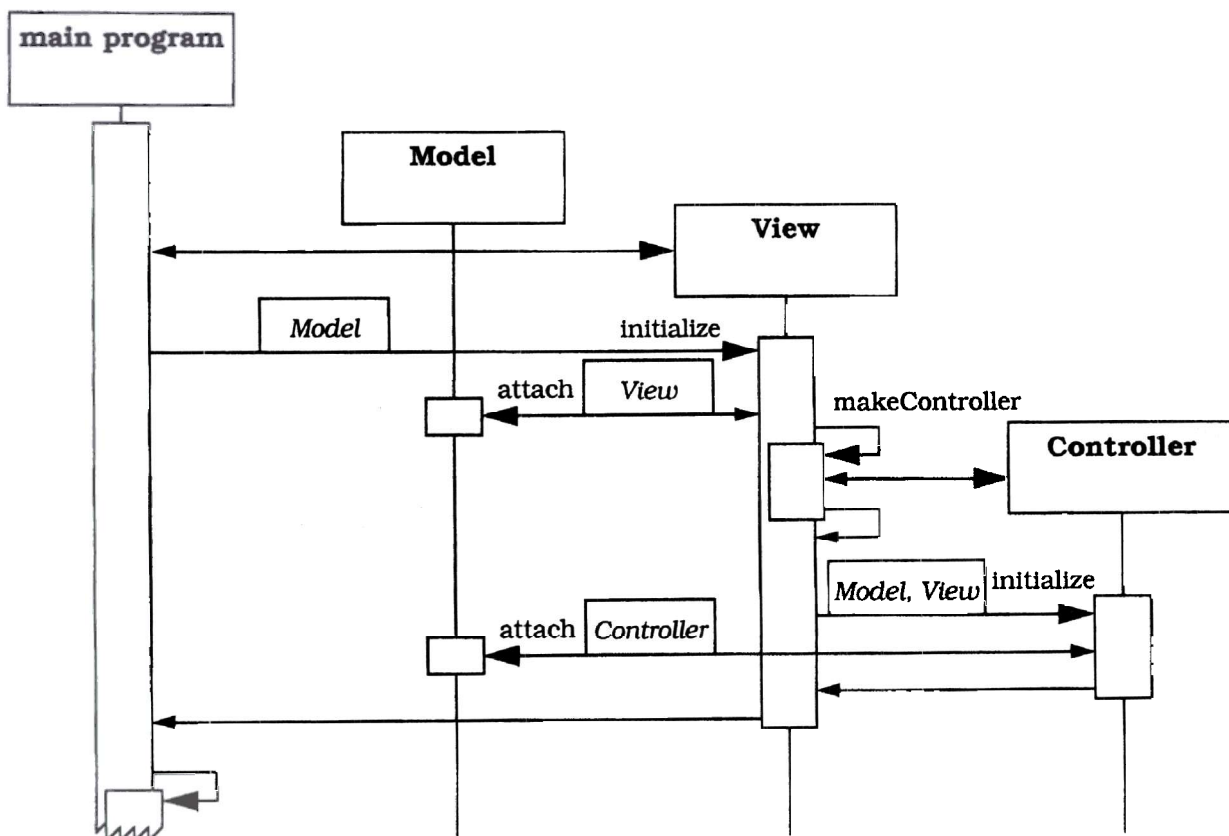 main program
Model
View
Model
initialize
attach
View
makeController
Controller
Model, View
initialize
attach
Controller